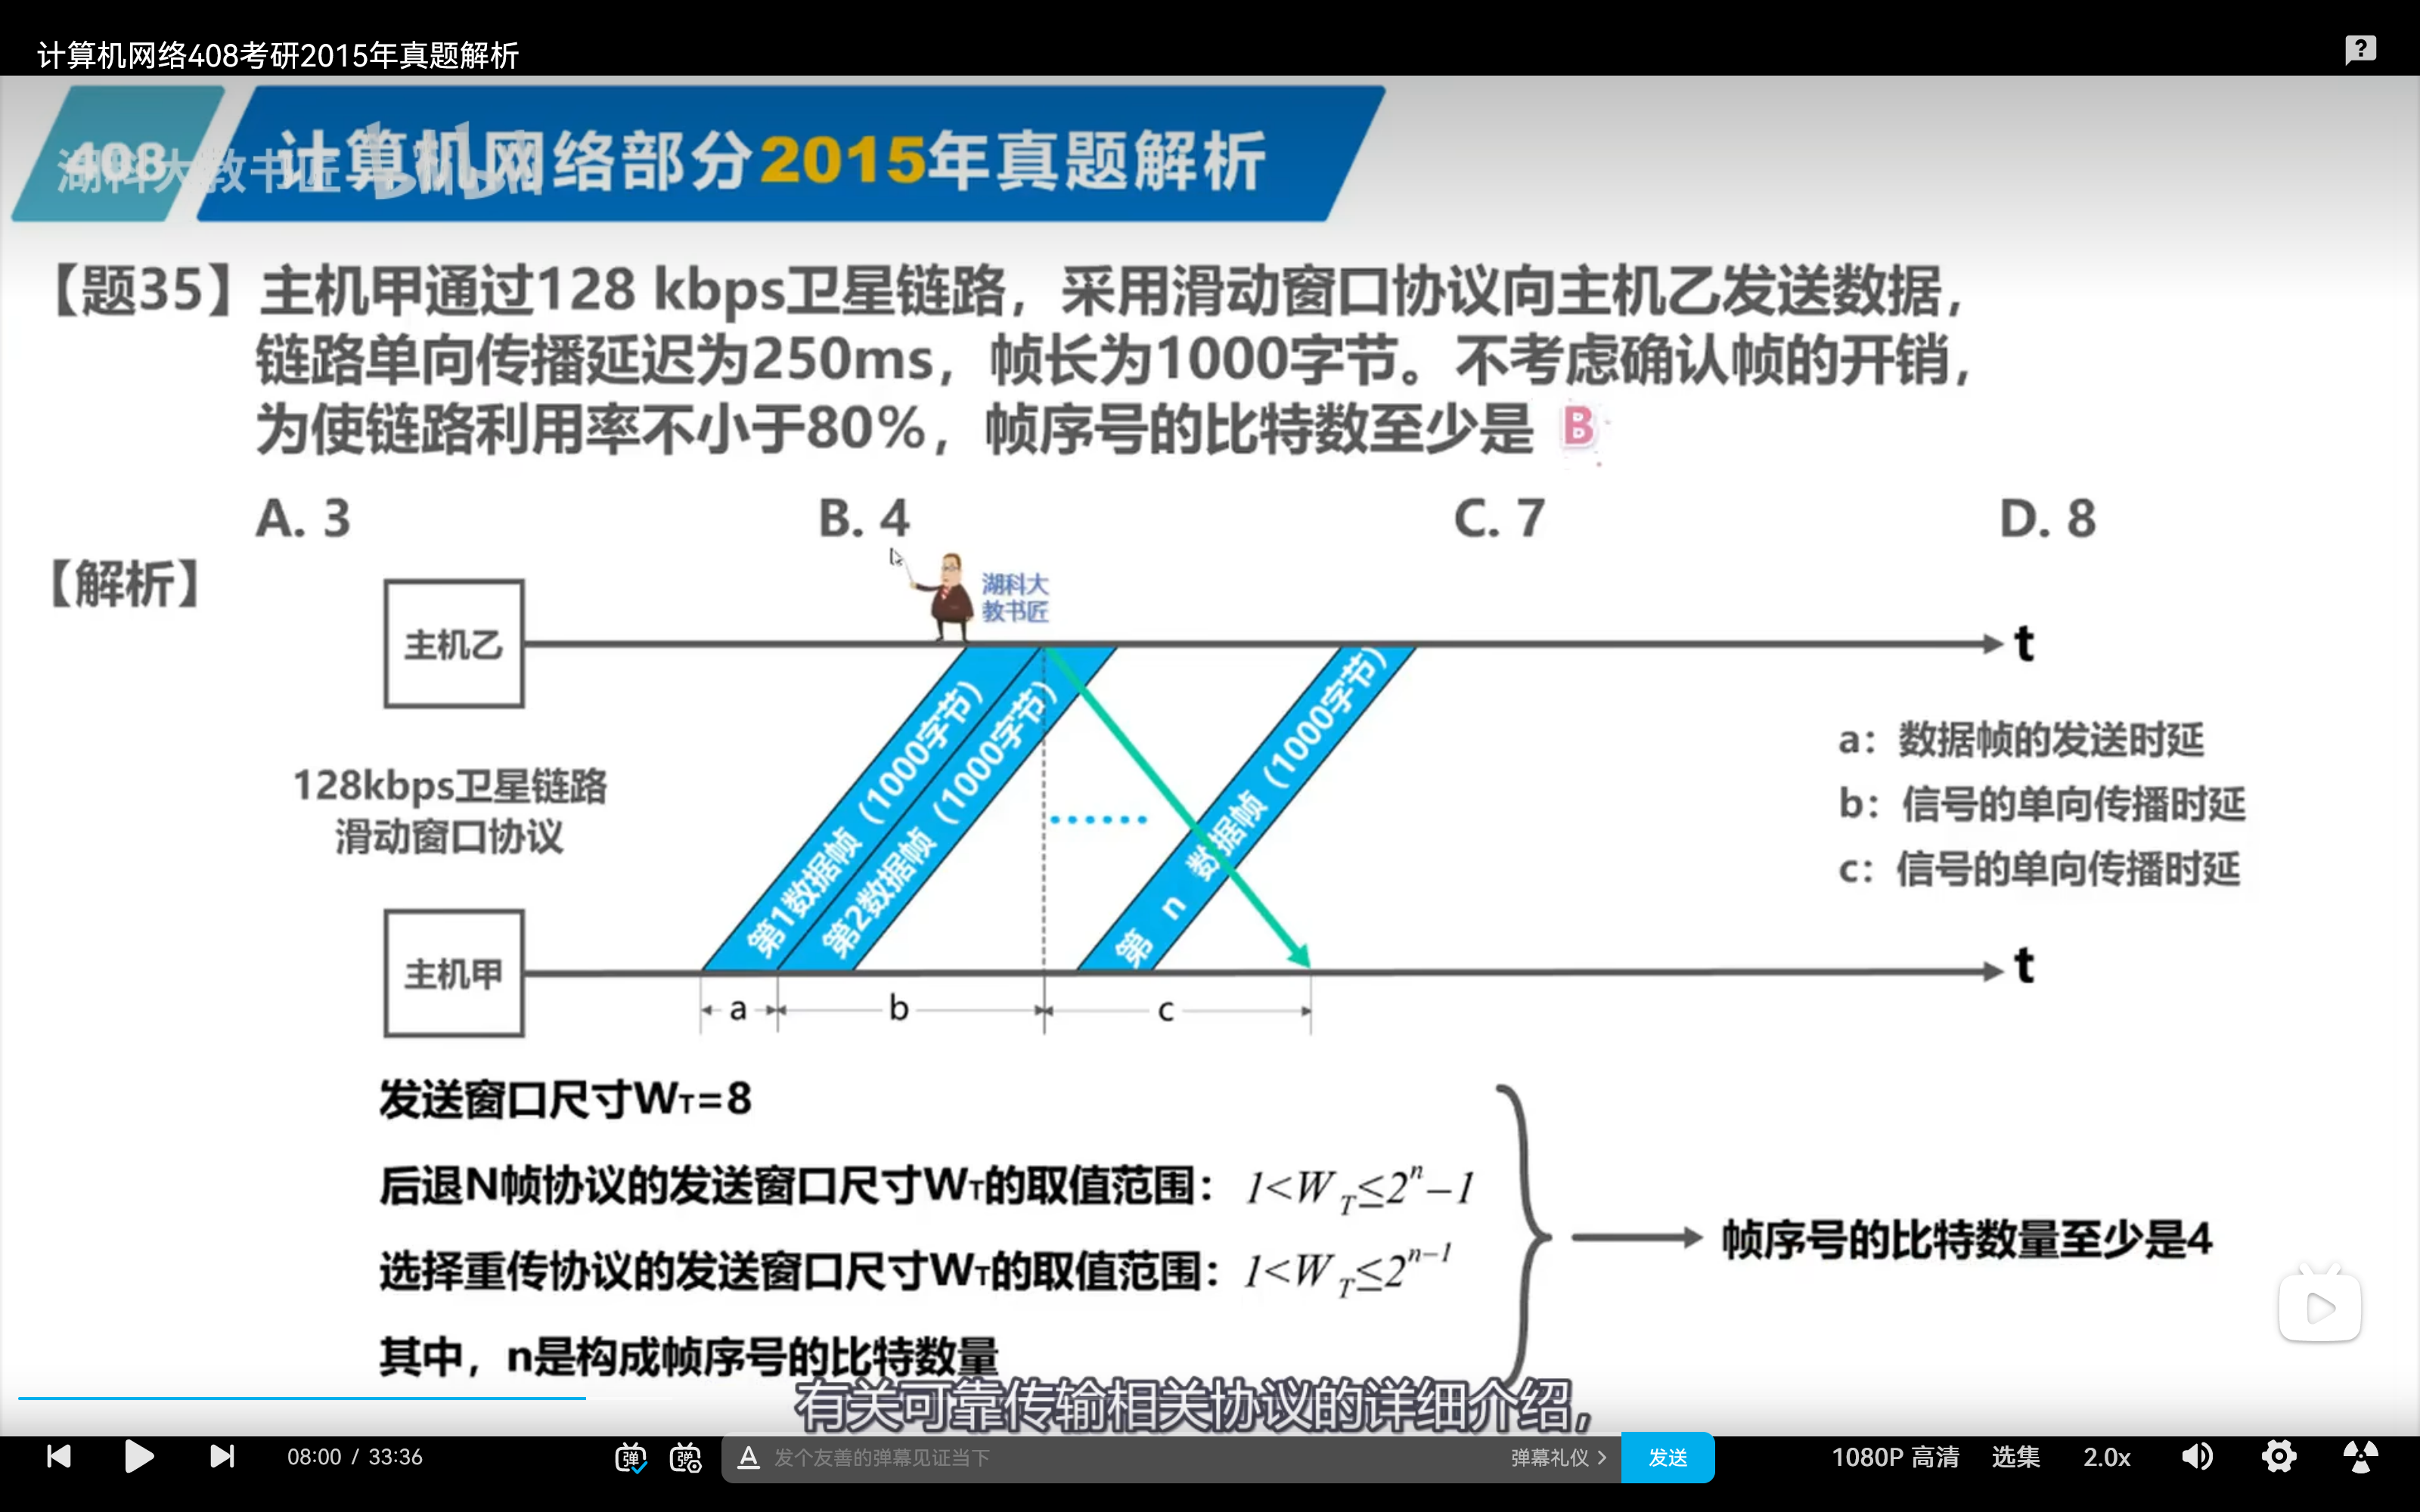 计算机网络408考研2015年真题解析
408 计算机网络部分2015年真题解析
湖科大教书匠 bilibili
【题35】主机甲通过128 kbps卫星链路，采用滑动窗口协议向主机乙发送数据，
链路单向传播延迟为250ms，帧长为1000字节。不考虑确认帧的开销，
为使链路利用率不小于80%，帧序号的比特数至少是 B
A. 3 B. 4 C. 7 D. 8
【解析】
湖科大
教书匠
主机乙
t
第1数据帧（1000字节）
第2数据帧（1000字节）
······
第 n 数据帧（1000字节）
128kbps卫星链路
滑动窗口协议
a：数据帧的发送时延
b：信号的单向传播时延
c：信号的单向传播时延
主机甲
t
a b c
发送窗口尺寸WT=8
后退N帧协议的发送窗口尺寸WT的取值范围：1<W_T≤2^n−1
选择重传协议的发送窗口尺寸WT的取值范围：1<W_T≤2^{n−1}
其中，n是构成帧序号的比特数量
帧序号的比特数量至少是4
有关可靠传输相关协议的详细介绍，
08:00 / 33:36 弹 弹 A 发个友善的弹幕见证当下 弹幕礼仪 > 发送 1080P 高清 选集 2.0x